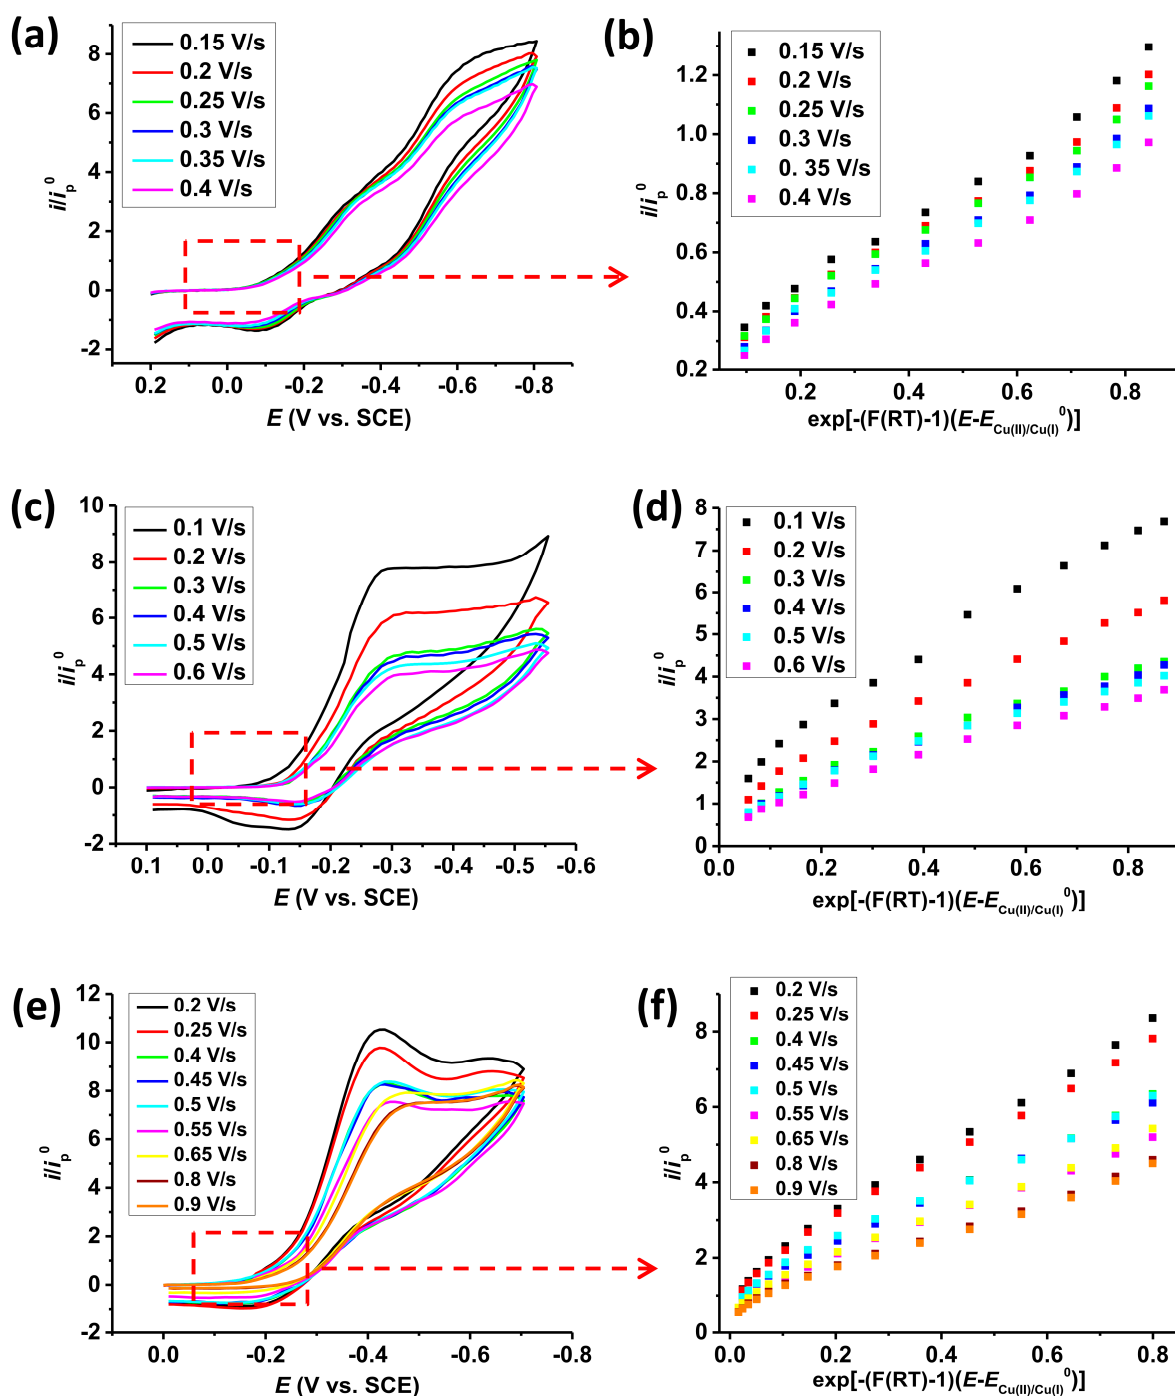 (a)
0.15 V/s
0.2 V/s
0.25 V/s
0.3 V/s
0.35 V/s
0.4 V/s
8
6
4
2
0
-2
i/ip0
0.2 0.0 -0.2 -0.4 -0.6 -0.8
E (V vs. SCE)
(b)
0.15 V/s
0.2 V/s
0.25 V/s
0.3 V/s
0. 35 V/s
0.4 V/s
1.2
1.0
0.8
0.6
0.4
0.2
i/ip0
0.2 0.4 0.6 0.8
exp[-(F(RT)-1)(E-ECu(II)/Cu(I)0)]
(c)
0.1 V/s
0.2 V/s
0.3 V/s
0.4 V/s
0.5 V/s
0.6 V/s
10
8
6
4
2
0
-2
i/ip0
0.1 0.0 -0.1 -0.2 -0.3 -0.4 -0.5 -0.6
E (V vs. SCE)
(d)
0.1 V/s
0.2 V/s
0.3 V/s
0.4 V/s
0.5 V/s
0.6 V/s
8
7
6
5
4
3
2
1
0
i/ip0
0.0 0.2 0.4 0.6 0.8
exp[-(F(RT)-1)(E-ECu(II)/Cu(I)0)]
(e)
0.2 V/s
0.25 V/s
0.4 V/s
0.45 V/s
0.5 V/s
0.55 V/s
0.65 V/s
0.8 V/s
0.9 V/s
12
10
8
6
4
2
0
-2
i/ip0
0.0 -0.2 -0.4 -0.6 -0.8
E (V vs. SCE)
(f)
0.2 V/s
0.25 V/s
0.4 V/s
0.45 V/s
0.5 V/s
0.55 V/s
0.65 V/s
0.8 V/s
0.9 V/s
8
6
4
2
0
i/ip0
0.0 0.2 0.4 0.6 0.8
exp[-(F(RT)-1)(E-ECu(II)/Cu(I)0)]